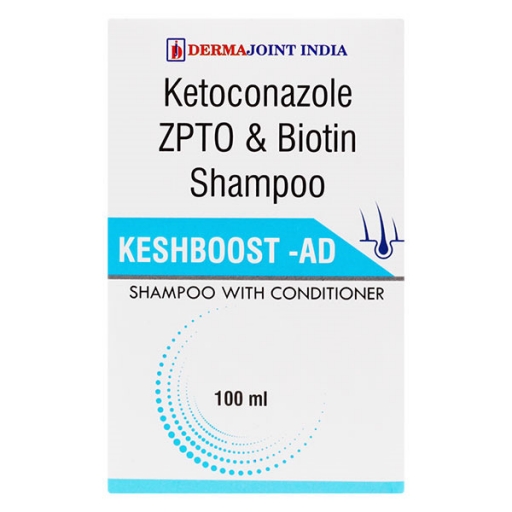 DERMAJOINT INDIA
Ketoconazole
ZPTO & Biotin
Shampoo
KESHBOOST -AD
SHAMPOO WITH CONDITIONER
100 ml